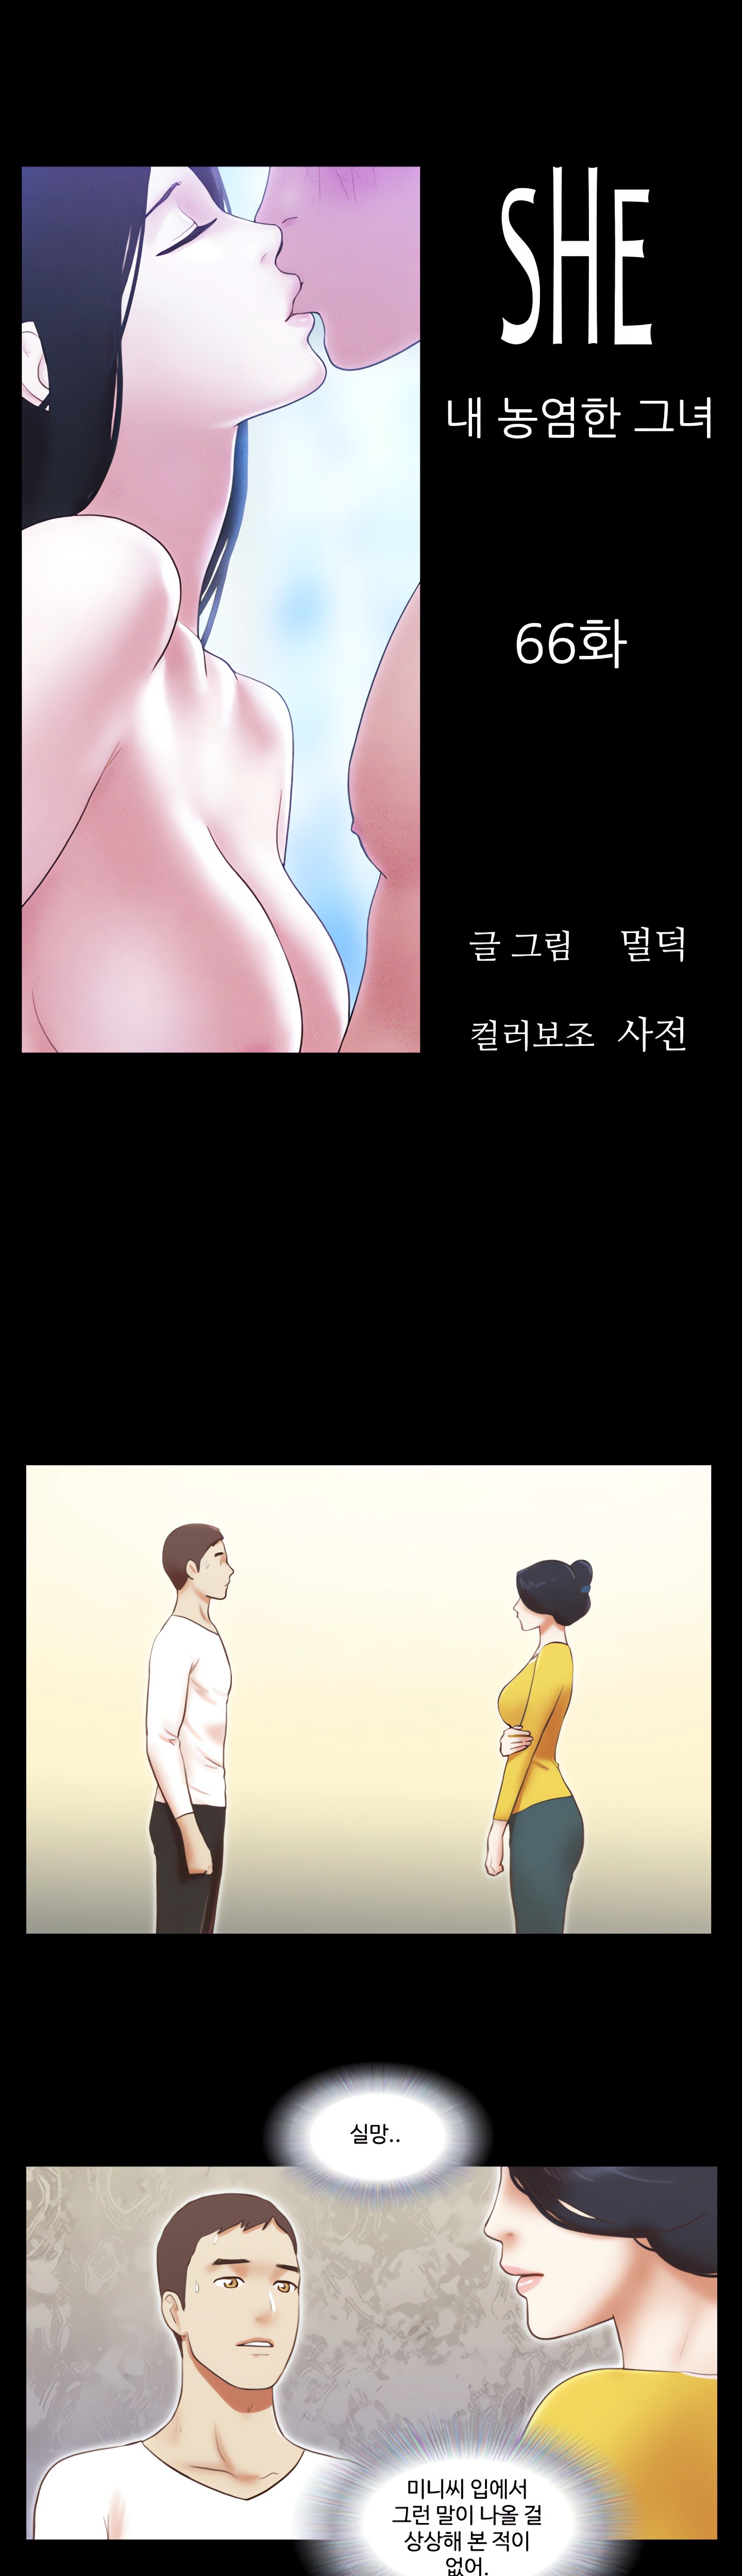 SHE
내 농염한 그녀
66화
글 그림 멀덕
컬러보조 사전
실망..
미니씨 입에서
그런 말이 나올 걸
상상해 본 적이
없어.